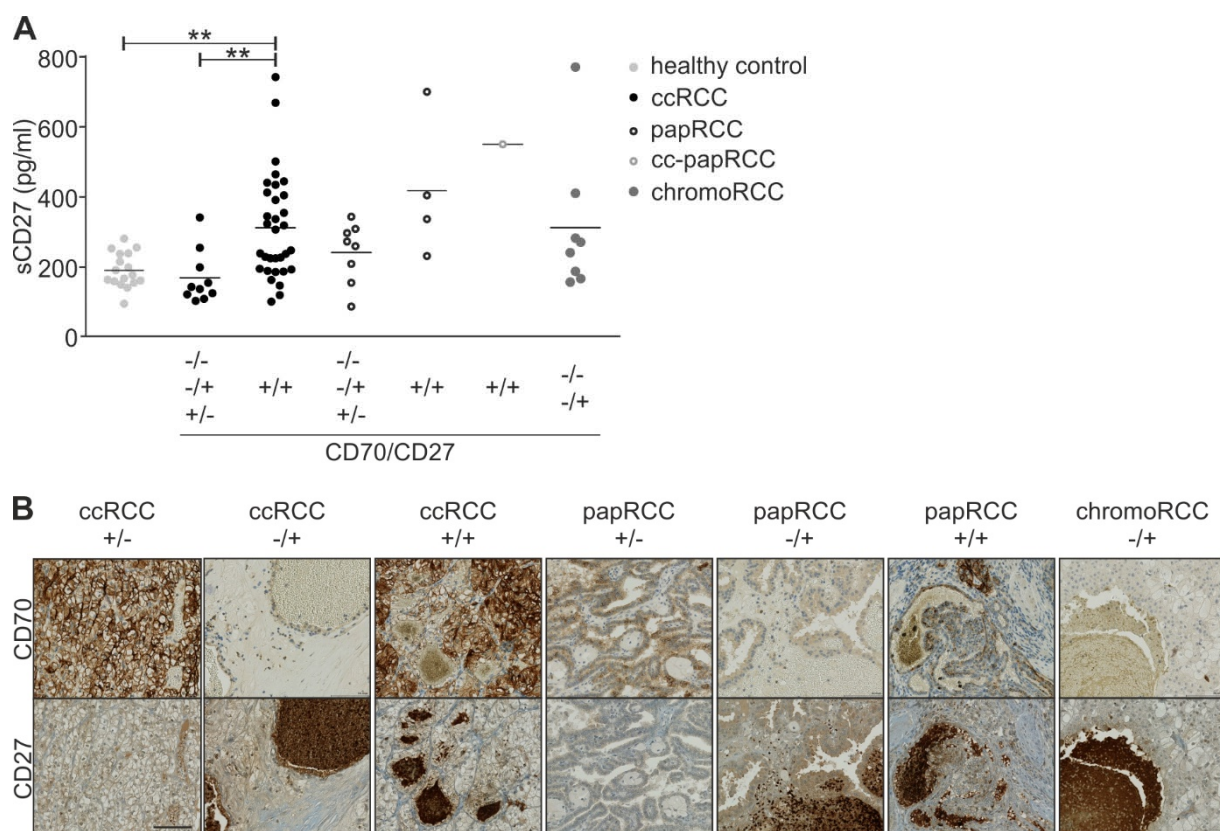 A
**
**
800
600
400
200
0
sCD27 (pg/ml)
healthy control
ccRCC
papRCC
cc-papRCC
chromoRCC
-/-
-/+
+/-
+/+
-/-
-/+
+/-
+/+
+/+
-/-
-/+
CD70/CD27
B
ccRCC
+/-
ccRCC
-/+
ccRCC
+/+
papRCC
+/-
papRCC
-/+
papRCC
+/+
chromoRCC
-/+
CD70
CD27